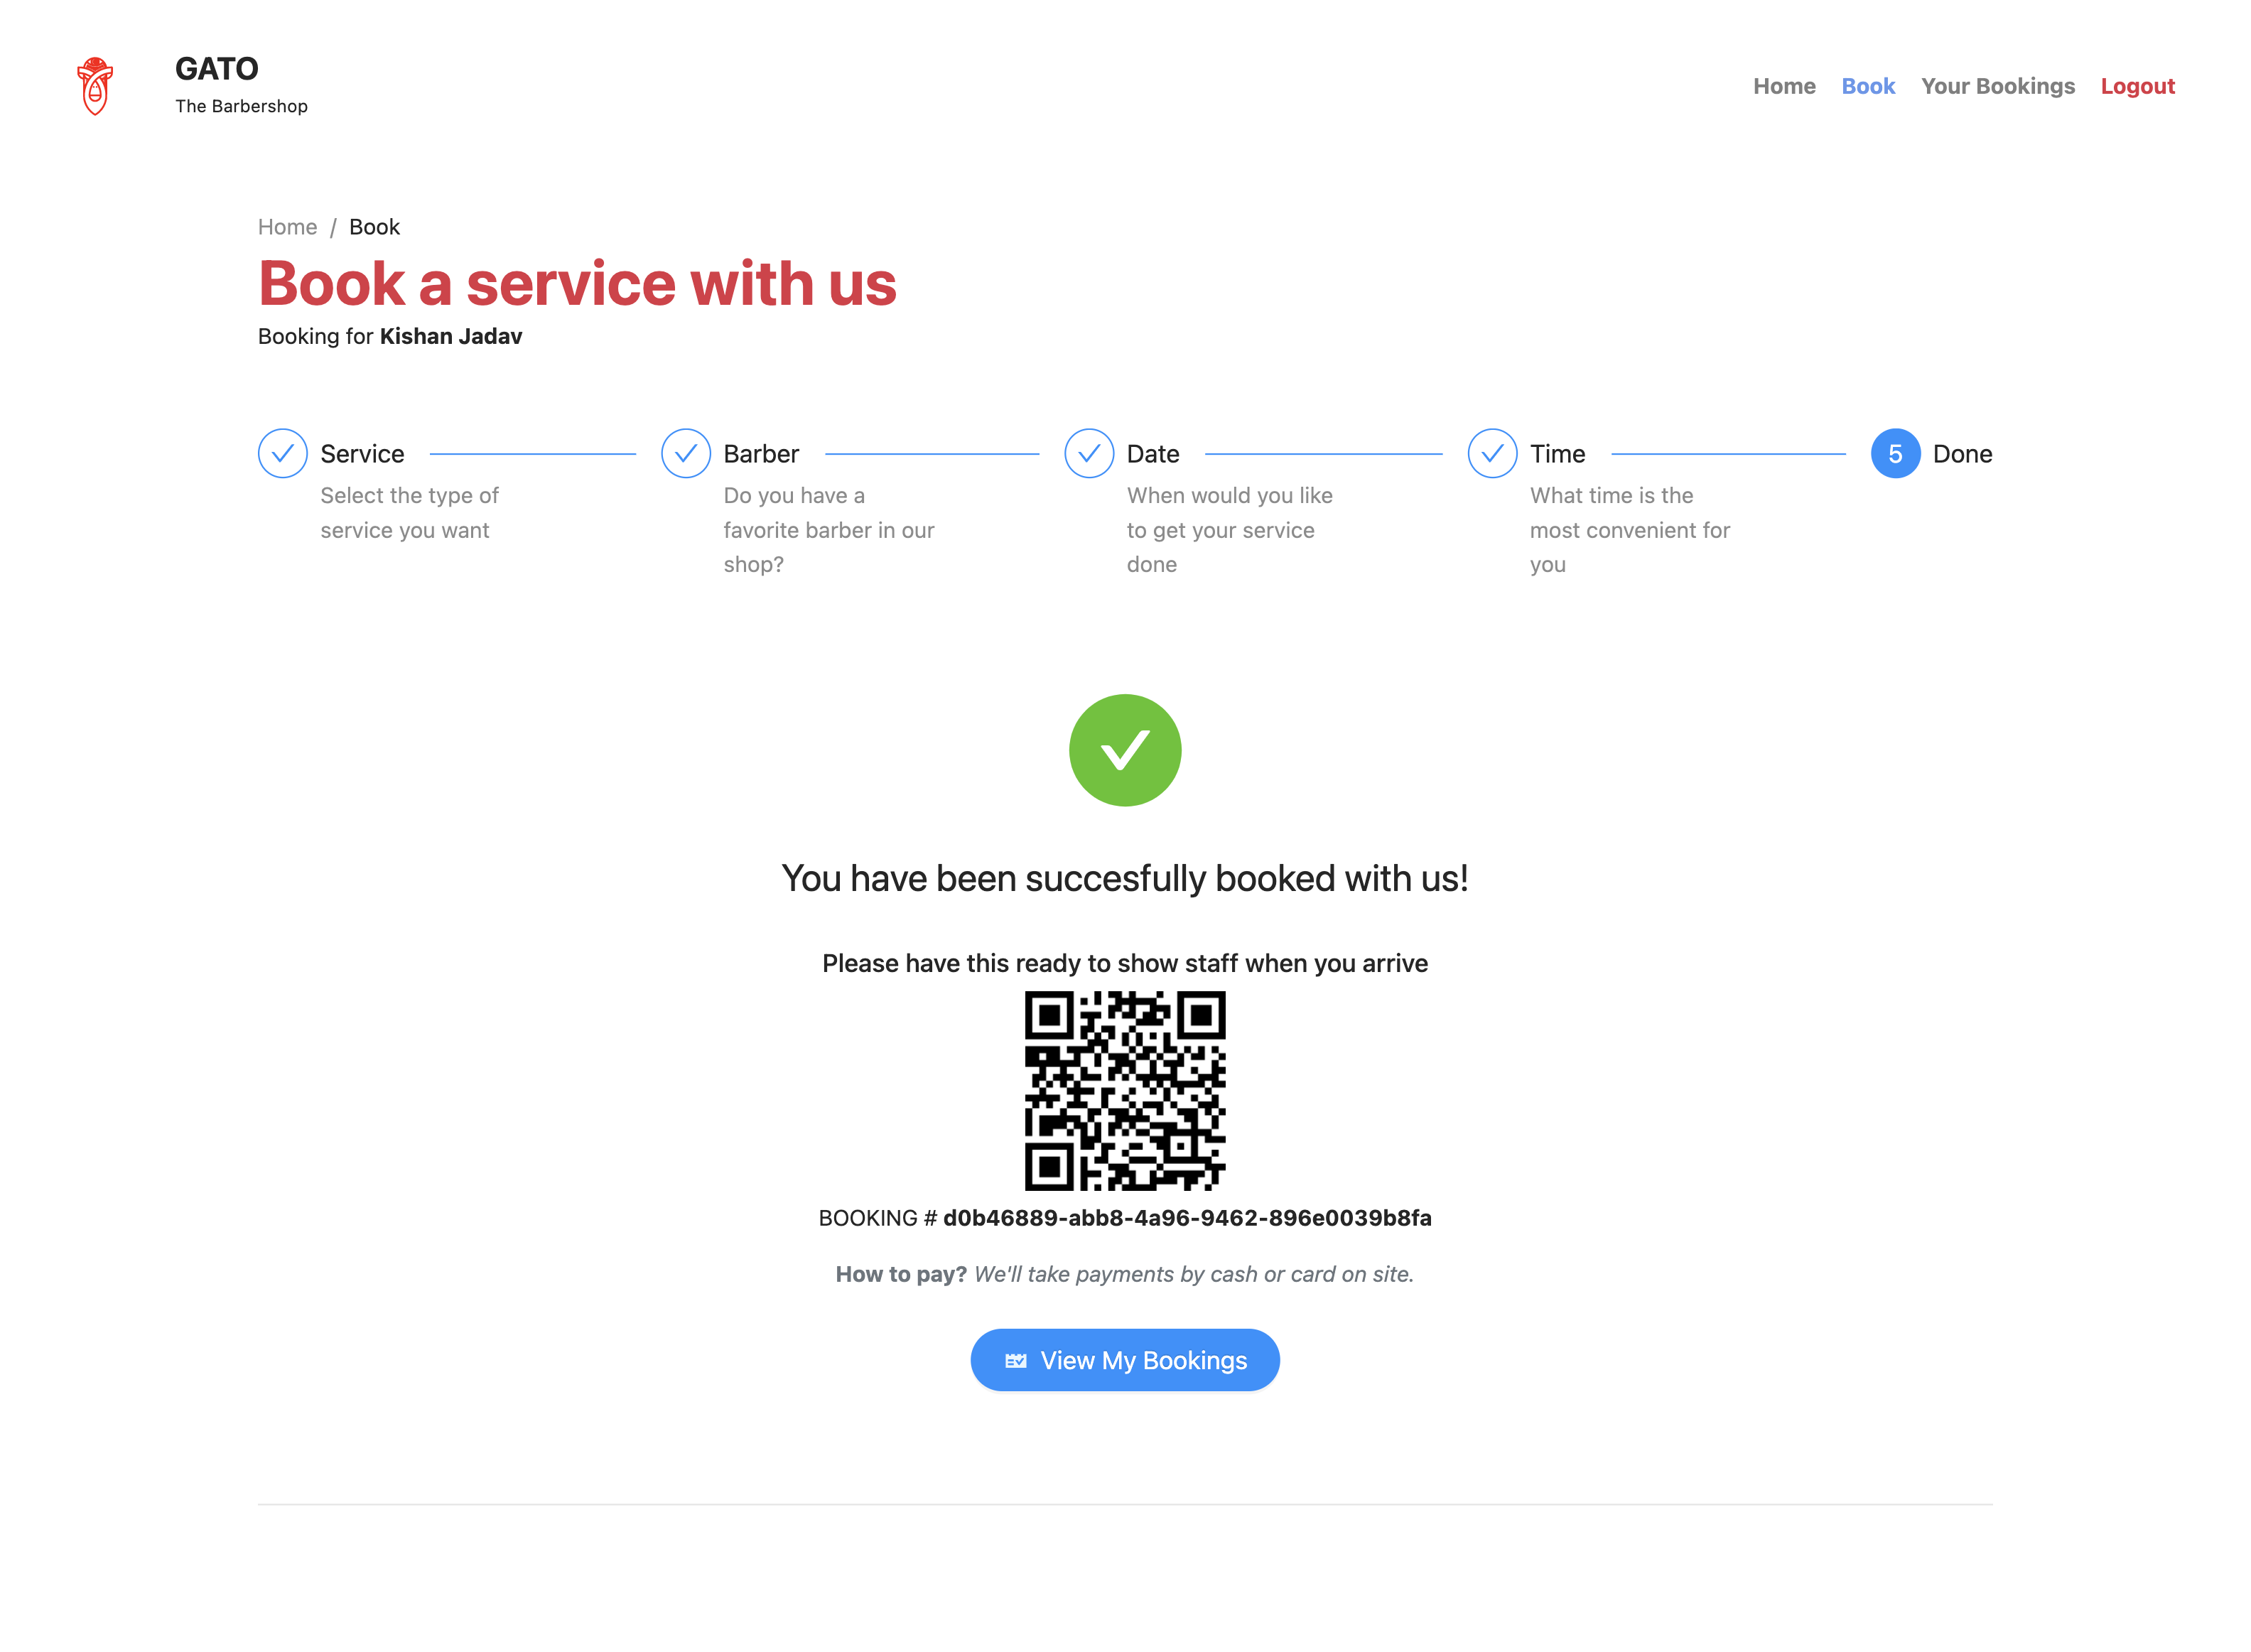 GATO
The Barbershop
Home Book Your Bookings Logout
Home / Book
Book a service with us
Booking for Kishan Jadav
Service
Select the type of
service you want
Barber
Do you have a
favorite barber in our
shop?
Date
When would you like
to get your service
done
Time
What time is the
most convenient for
you
5 Done
You have been succesfully booked with us!
Please have this ready to show staff when you arrive
BOOKING # d0b46889-abb8-4a96-9462-896e0039b8fa
How to pay? We'll take payments by cash or card on site.
View My Bookings